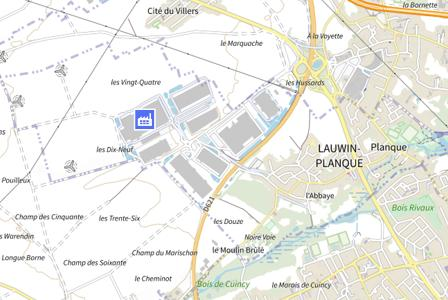 Cité du Villers
la Bornette
À la Voyette
le Marquache
les Vingt-Quatre
les Hussards
les Dix-Neuf
LAUWIN-
PLANQUE
Planque
Pouilleux
l'Abbaye
D621
Bois Rivaux
Champ des Cinquante
les Trente-Six
les Douze
es Warendin
Noire Voie
Champ du Marischan
le Moulin Brûlé
Longue Borne
Champ des Soixante
le Cheminot
Bois de Cuincy
le Marais de Cuincy